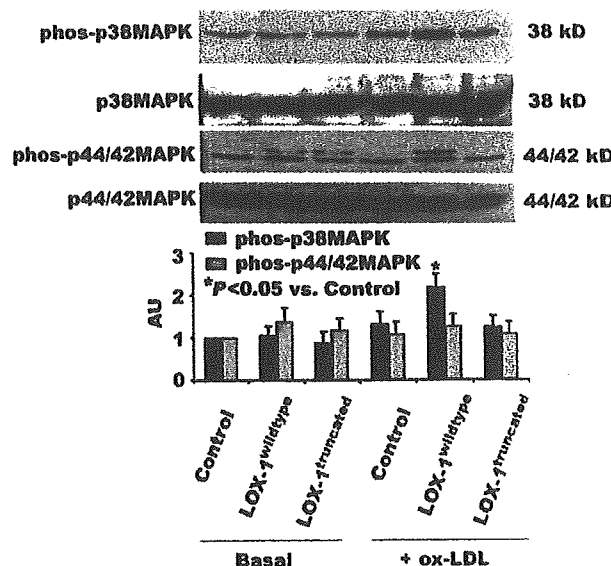 phos-p38MAPK 38 kD
p38MAPK 38 kD
phos-p44/42MAPK 44/42 kD
p44/42MAPK 44/42 kD
phos-p38MAPK
phos-p44/42MAPK
*P<0.05 vs. Control
*
AU
3
2
1
0
Control
LOX-1wildtype
LOX-1truncated
Control
LOX-1wildtype
LOX-1truncated
Basal + ox-LDL